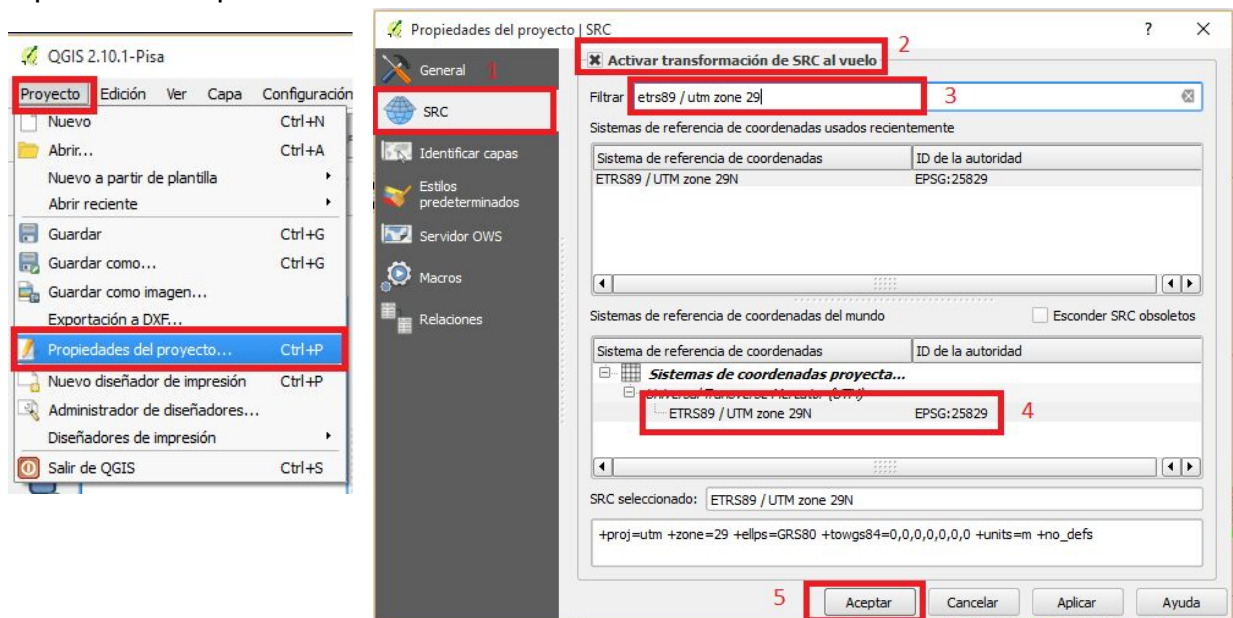 QGIS 2.10.1-Pisa
Proyecto Edición Ver Capa Configuración
Nuevo Ctrl+N
Abrir... Ctrl+A
Nuevo a partir de plantilla
Abrir reciente
Guardar Ctrl+G
Guardar como... Ctrl+G
Guardar como imagen...
Exportación a DXF...
Propiedades del proyecto... Ctrl+P
Nuevo diseñador de impresión Ctrl+P
Administrador de diseñadores...
Diseñadores de impresión
Salir de QGIS Ctrl+S
Propiedades del proyecto | SRC ? X
General 1
SRC
Identificar capas
Estilos
predeterminados
Servidor OWS
Macros
Relaciones
Activar transformación de SRC al vuelo 2
Filtrar etrs89 / utm zone 29 3
Sistemas de referencia de coordenadas usados recientemente
Sistema de referencia de coordenadas ID de la autoridad
ETRS89 / UTM zone 29N EPSG:25829
Sistemas de referencia de coordenadas del mundo Esconder SRC obsoletos
Sistema de referencia de coordenadas ID de la autoridad
Sistemas de coordenadas proyecta...
Universal Transverse Mercator (UTM)
ETRS89 / UTM zone 29N EPSG:25829 4
SRC seleccionado: ETRS89 / UTM zone 29N
+proj=utm +zone=29 +ellps=GRS80 +towgs84=0,0,0,0,0,0,0 +units=m +no_defs
5 Aceptar Cancelar Aplicar Ayuda